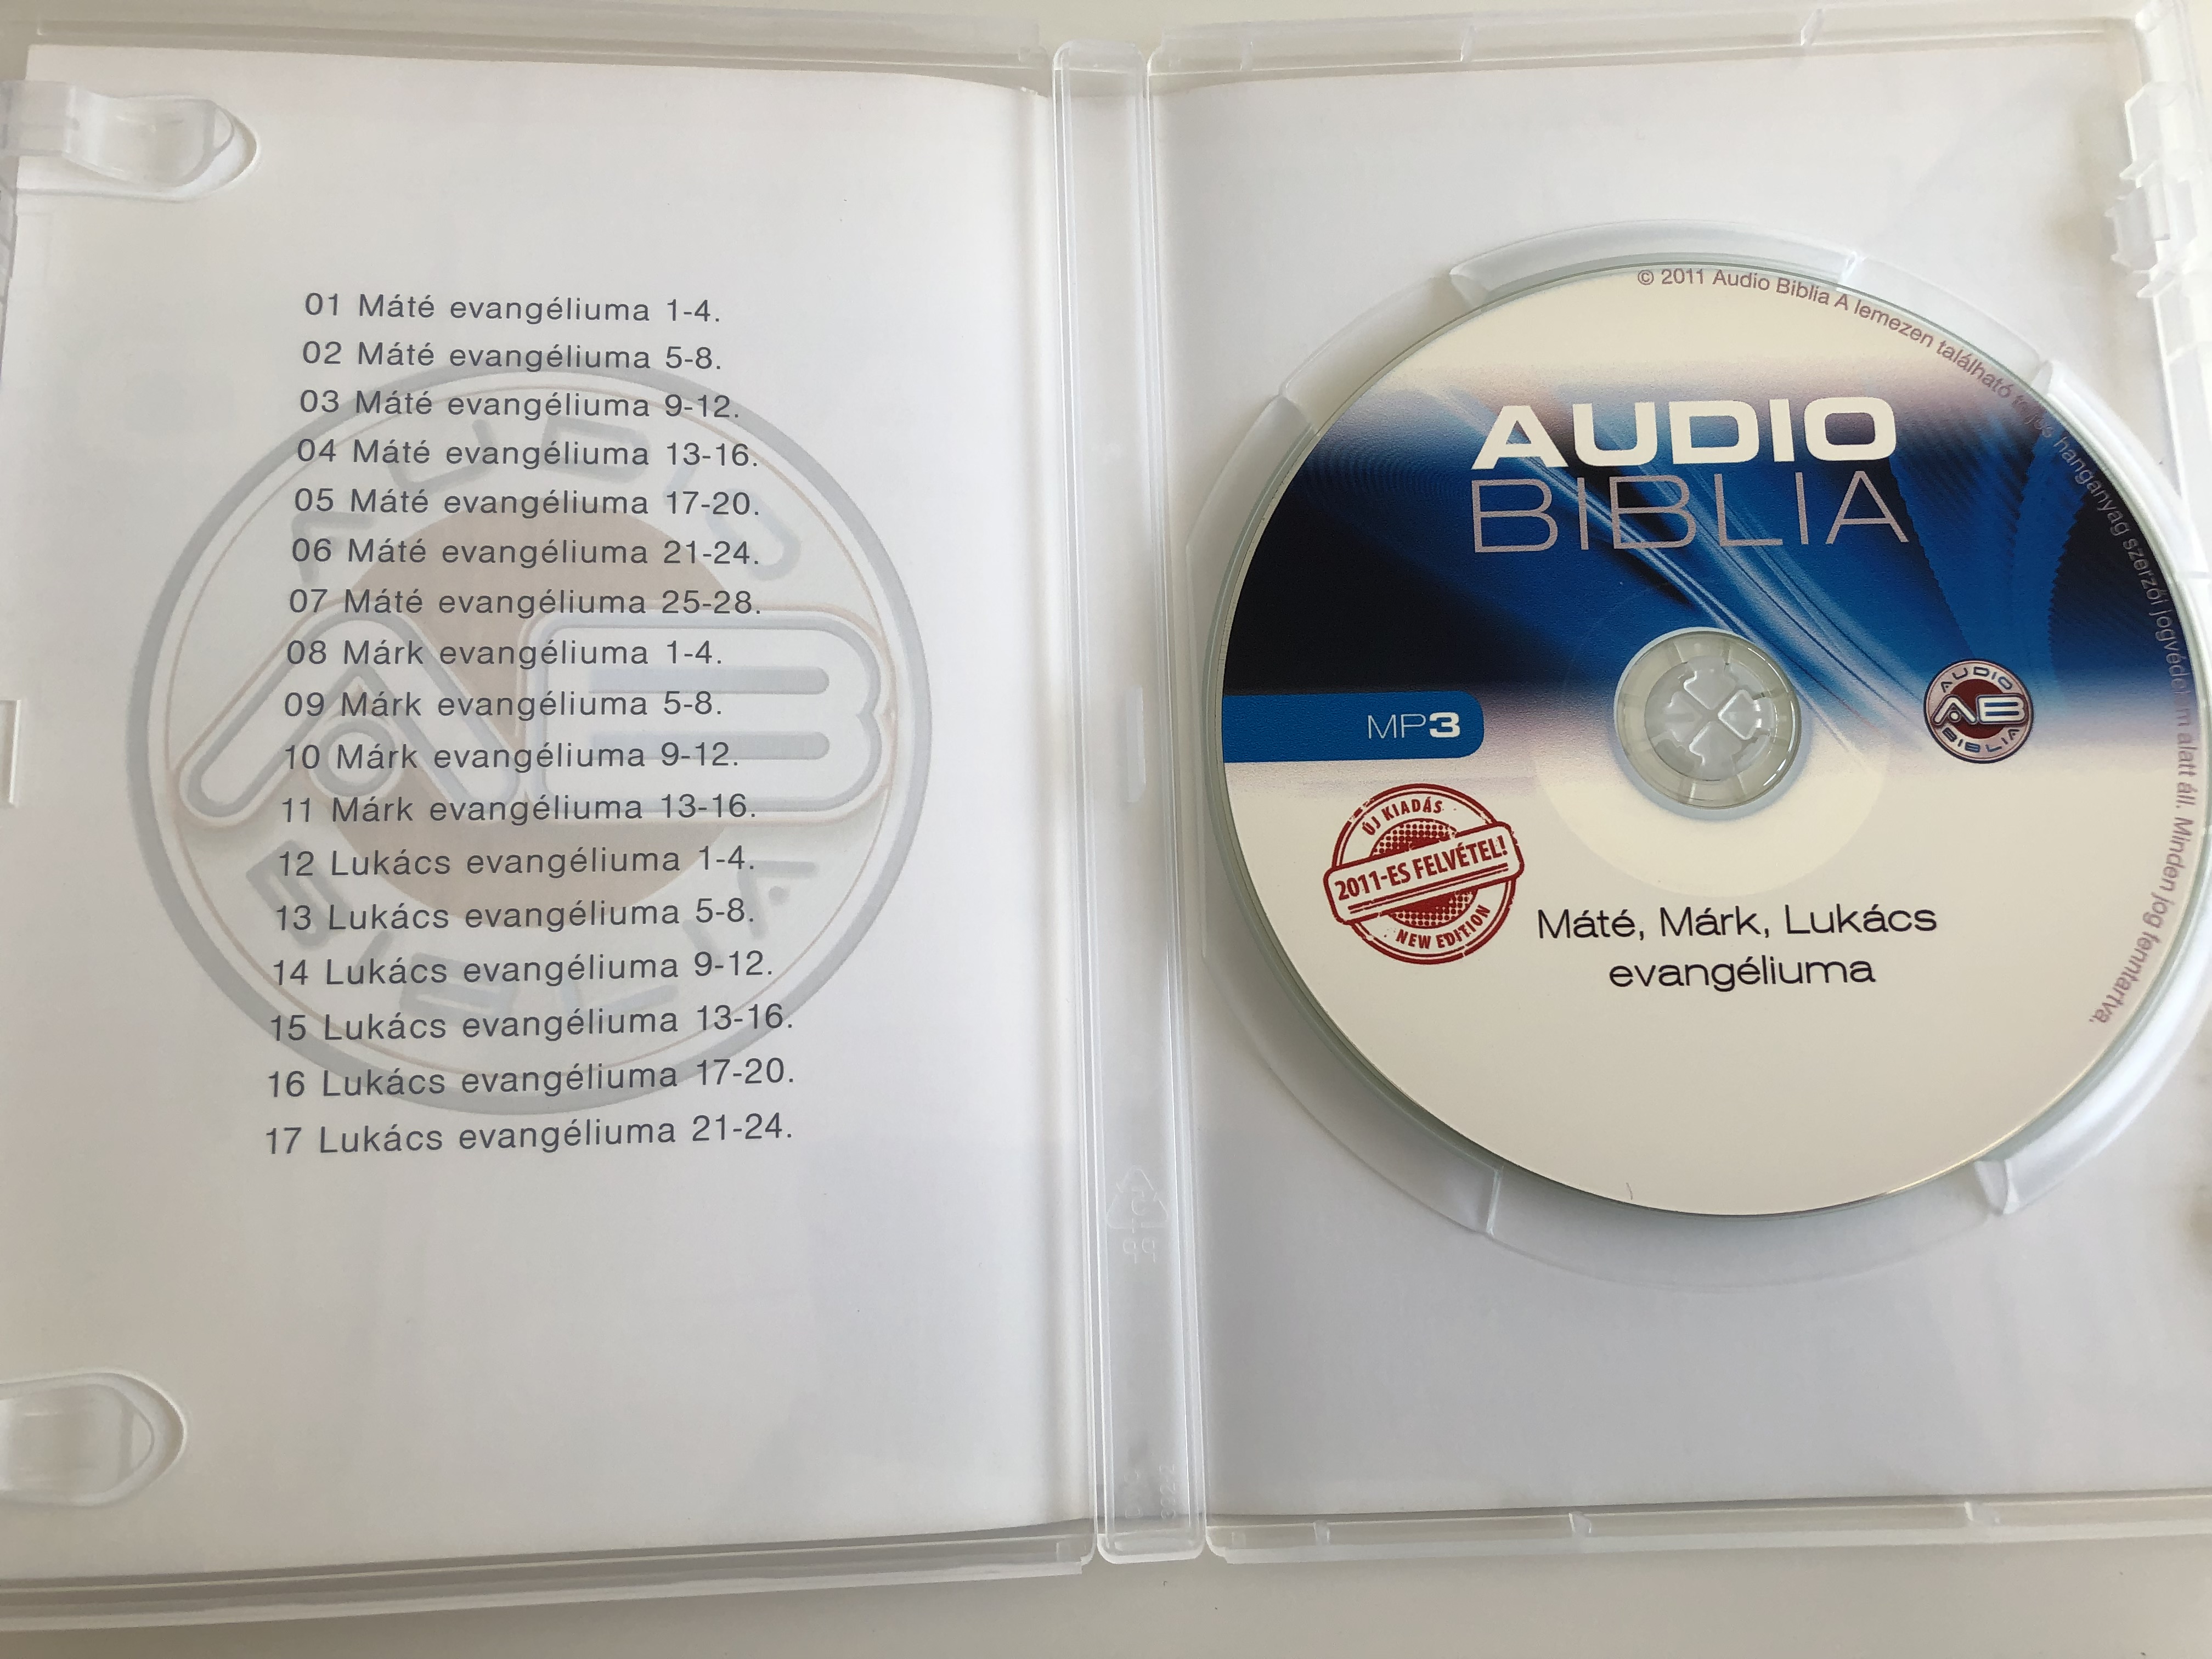 01 Máté evangéliuma 1-4.
02 Máté evangéliuma 5-8.
03 Máté evangéliuma 9-12.
04 Máté evangéliuma 13-16.
05 Máté evangéliuma 17-20.
06 Máté evangéliuma 21-24.
07 Máté evangéliuma 25-28.
08 Márk evangéliuma 1-4.
09 Márk evangéliuma 5-8.
10 Márk evangéliuma 9-12.
11 Márk evangéliuma 13-16.
12 Lukács evangéliuma 1-4.
13 Lukács evangéliuma 5-8.
14 Lukács evangéliuma 9-12.
15 Lukács evangéliuma 13-16.
16 Lukács evangéliuma 17-20.
17 Lukács evangéliuma 21-24.
AUDIO
AB
BIBLIA
© 2011 Audio Biblia A lemezen található teljes hanganyag szerzői jogvédelem alatt áll. Minden jog fenntartva.
AUDIO
BIBLIA
MP3
AUDIO
AB
BIBLIA
ÚJ KIADÁS
2011-ES FELVÉTEL!
NEW EDITION
Máté, Márk, Lukács
evangéliuma